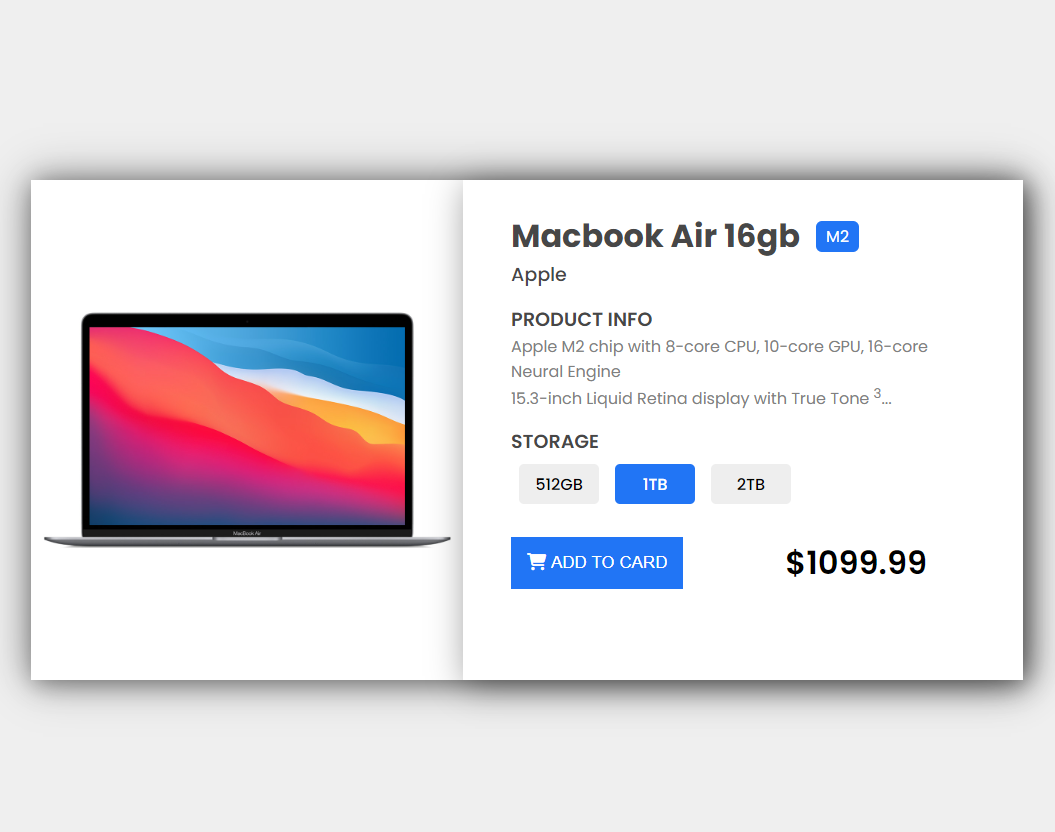 Macbook Air 16gb M2
Apple
PRODUCT INFO
Apple M2 chip with 8-core CPU, 10-core GPU, 16-core
Neural Engine
15.3-inch Liquid Retina display with True Tone ³...
STORAGE
512GB 1TB 2TB
MacBook Air
ADD TO CARD $1099.99